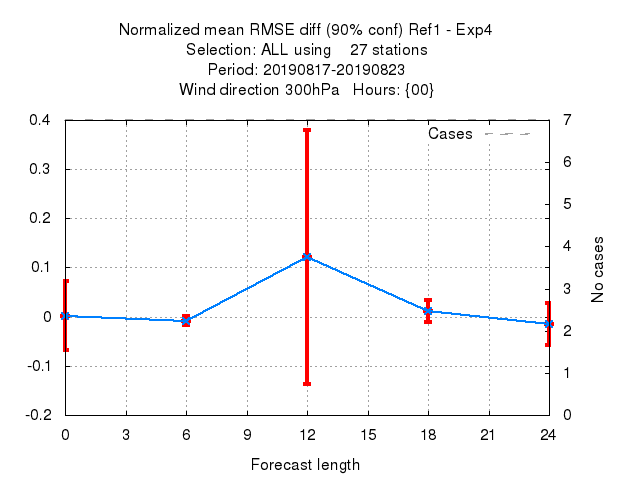 Normalized mean RMSE diff (90% conf) Ref1 - Exp4
Selection: ALL using    27 stations
Period: 20190817-20190823
Wind direction 300hPa   Hours: {00}
Cases
0.4
0.3
0.2
0.1
0
-0.1
-0.2
7
6
5
4
3
2
1
0
No cases
0 3 6 9 12 15 18 21 24
Forecast length